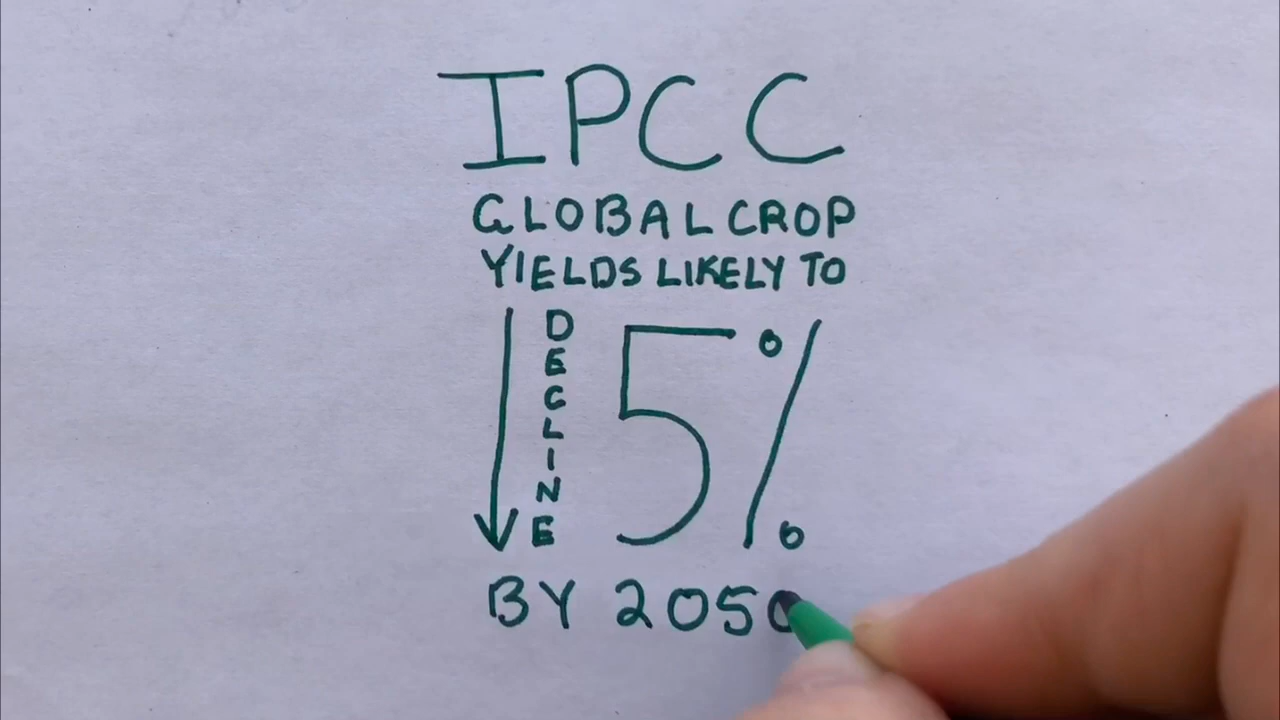 IPCC
GLOBAL CROP
YIELDS LIKELY TO
DECLINE
5%
BY 2050